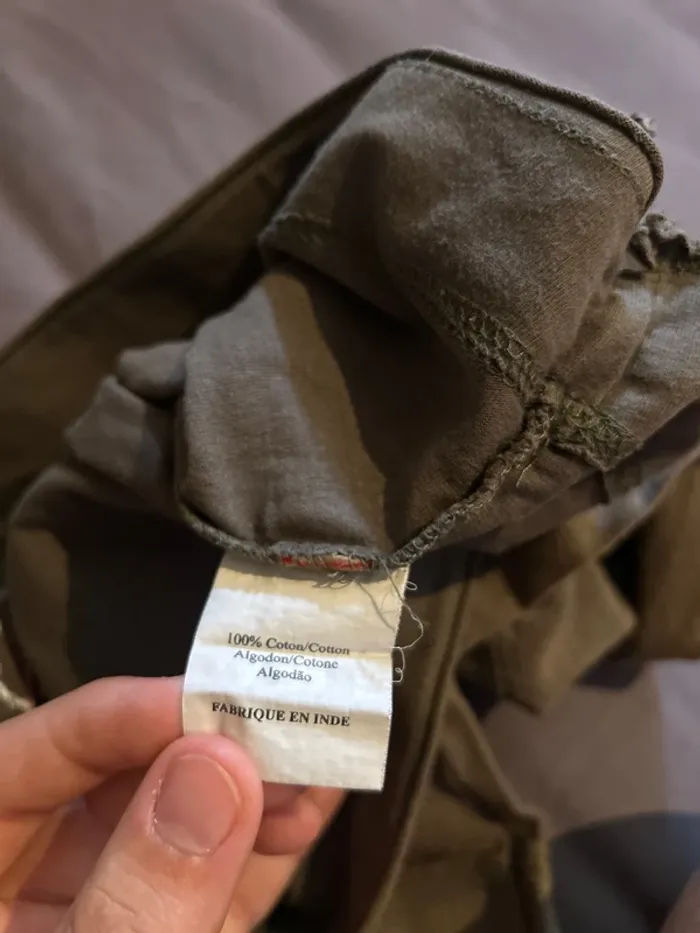 100% Coton/Cotton
Algodon/Cotone
Algodão
FABRIQUE EN INDE